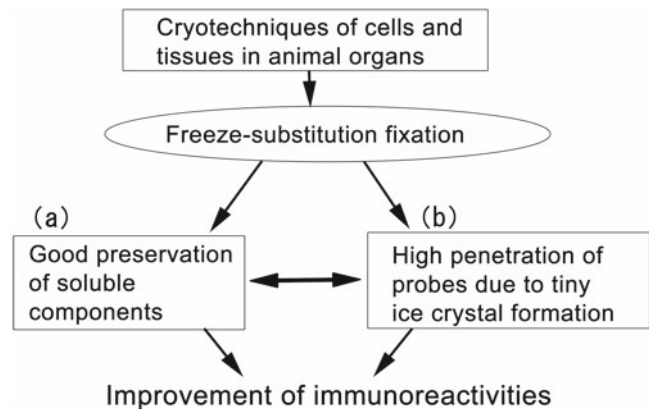 Cryotechniques of cells and
tissues in animal organs
Freeze-substitution fixation
(a)
Good preservation
of soluble
components
(b)
High penetration of
probes due to tiny
ice crystal formation
Improvement of immunoreactivities